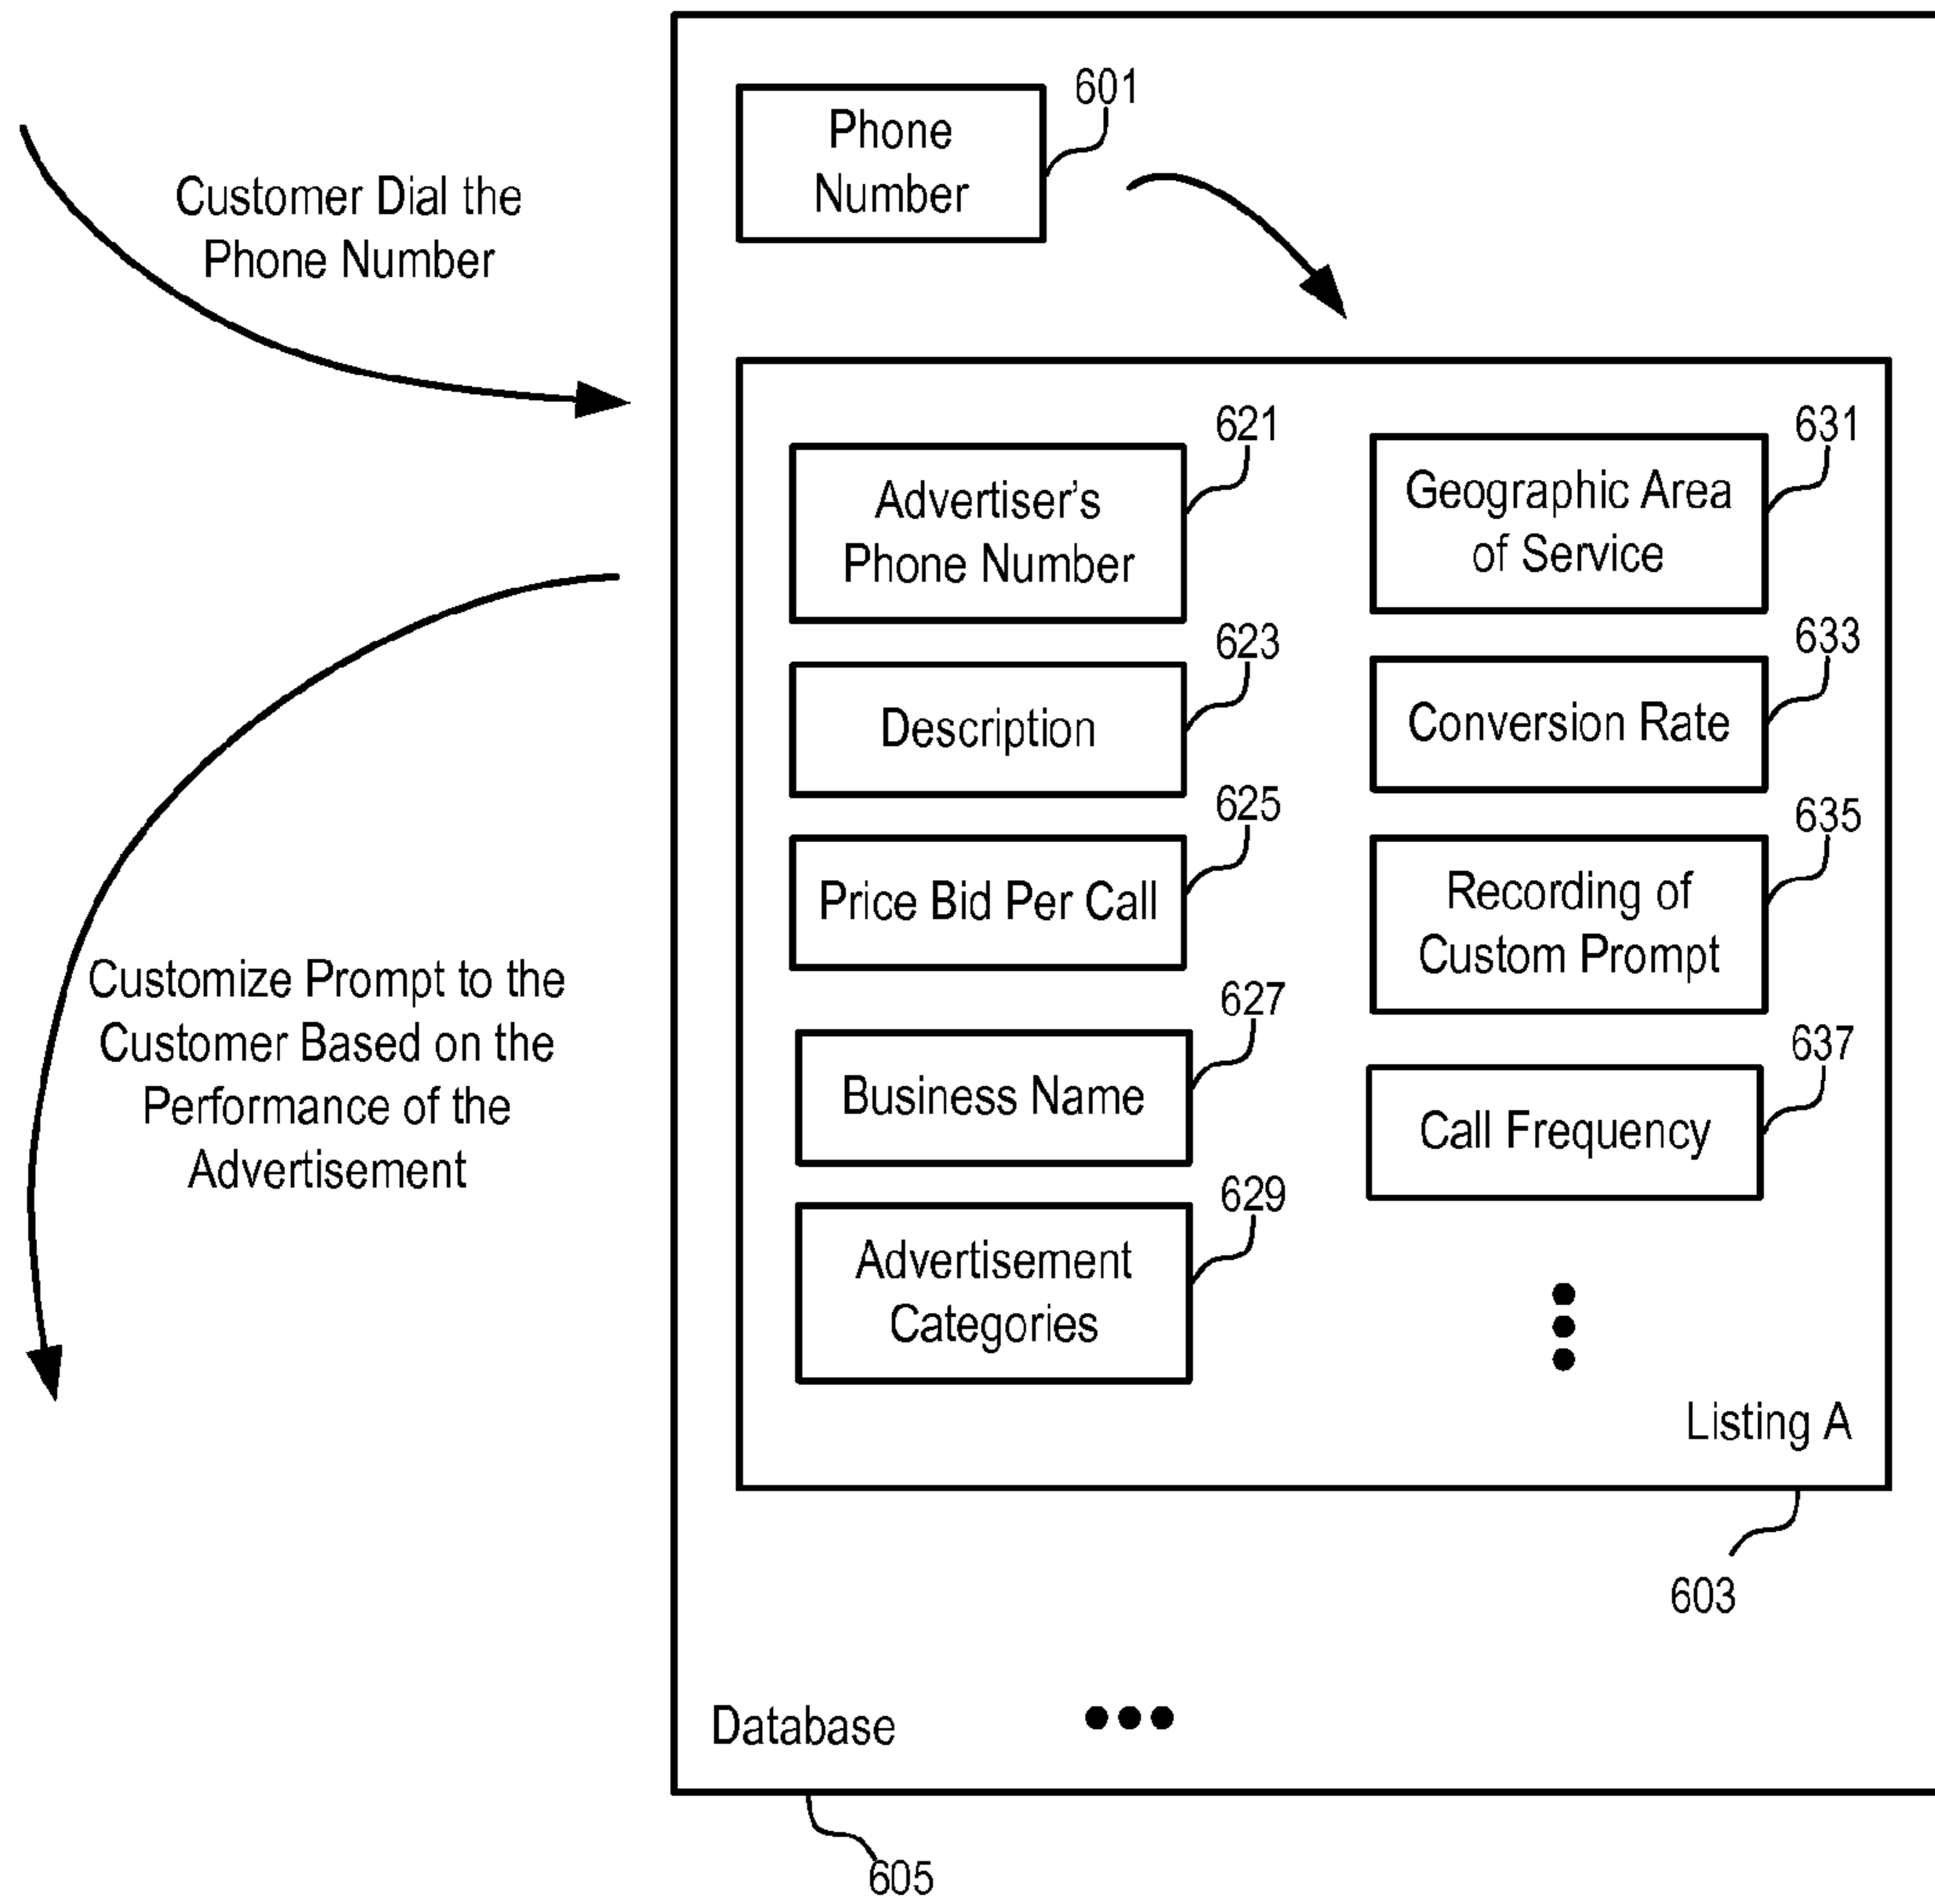 601
Phone
Number
Customer Dial the
Phone Number
621
Advertiser's
Phone Number
631
Geographic Area
of Service
623
Description
633
Conversion Rate
625
Price Bid Per Call
635
Recording of
Custom Prompt
Customize Prompt to the
Customer Based on the
Performance of the
Advertisement
627
Business Name
637
Call Frequency
629
Advertisement
Categories
Listing A
603
Database
605